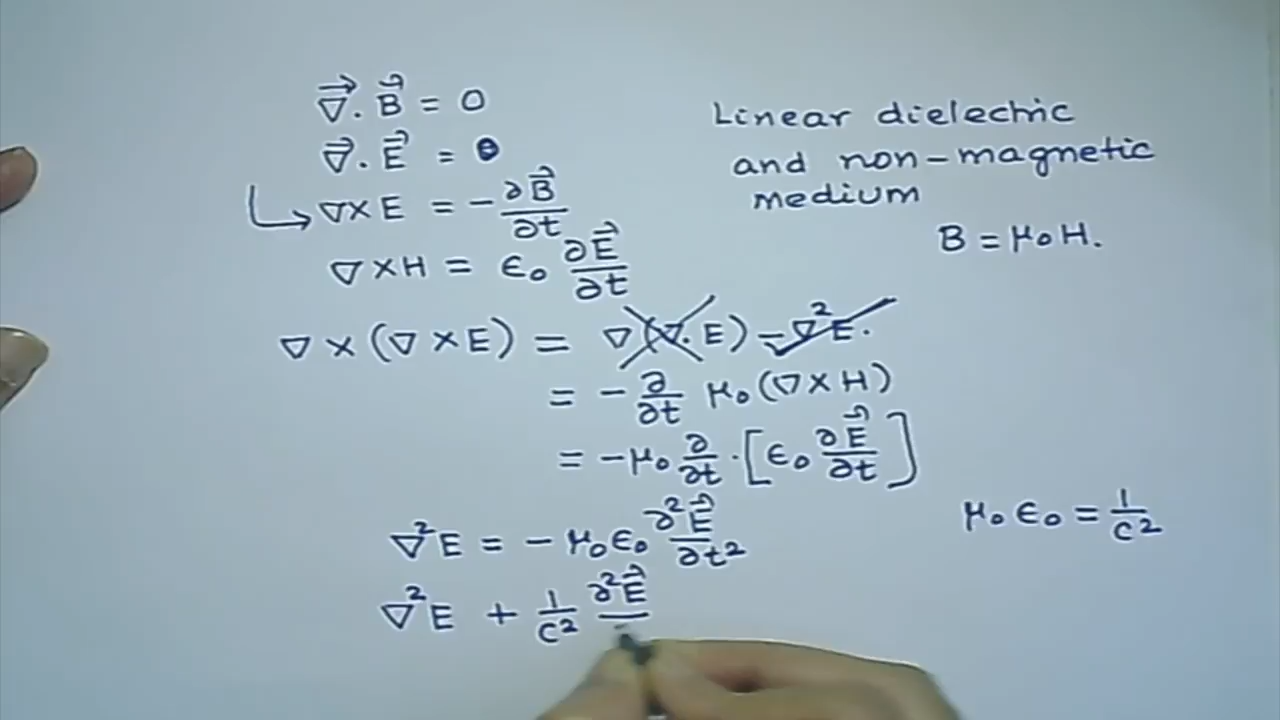 ∇⃗. B⃗ = 0
∇⃗. E⃗ = 0
∇×E = -∂B⃗/∂t
∇×H = ϵ₀ ∂E⃗/∂t
Linear dielectric
and non-magnetic
medium
B = μ₀H.
∇×(∇×E) = ∇(∇.E) - ∇²E.
= - ∂/∂t μ₀(∇×H)
= -μ₀ ∂/∂t · [ϵ₀ ∂E⃗/∂t]
∇²E = - μ₀ϵ₀ ∂²E⃗/∂t²
μ₀ϵ₀ = 1/c²
∇²E + 1/c² ∂²E⃗